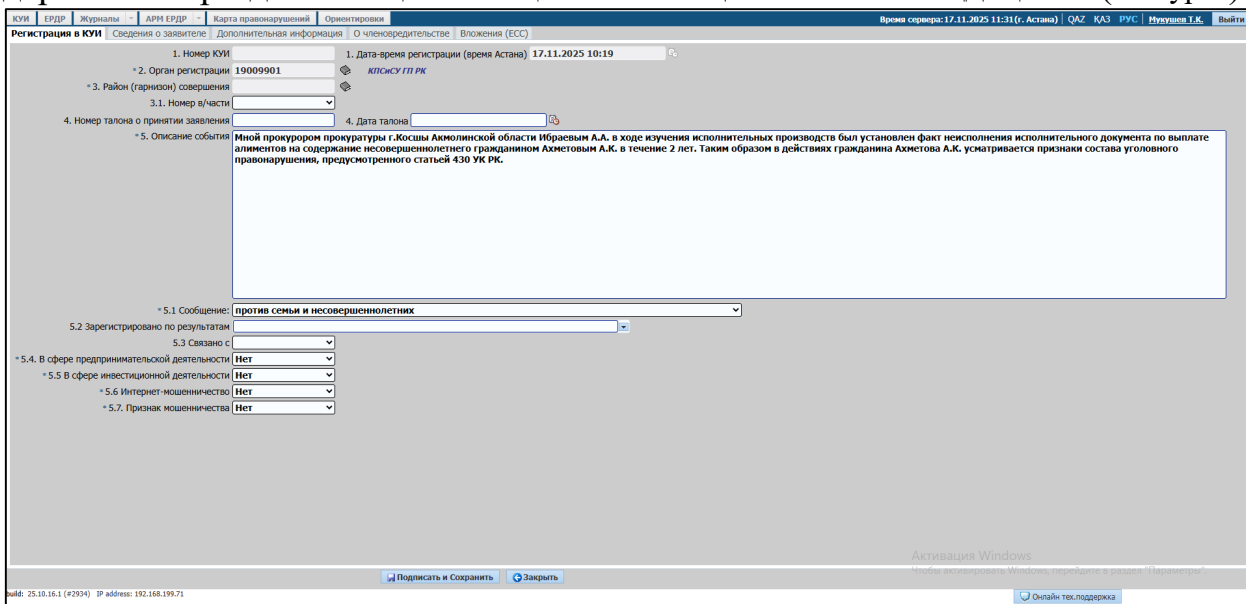 КУИ ЕРДР Журналы АРМ ЕРДР Карта правонарушений Ориентировки Время сервера:17.11.2025 11:31(г. Астана) QAZ ҚАЗ РУС Мукушев Т.К. Выйти
Регистрация в КУИ Сведения о заявителе Дополнительная информация О членовредительстве Вложения (ЕСС)
1. Номер КУИ 1. Дата-время регистрации (время Астана) 17.11.2025 10:19
* 2. Орган регистрации 19009901 КПСиСУ ГП РК
* 3. Район (гарнизон) совершения
3.1. Номер в/части
4. Номер талона о принятии заявления 4. Дата талона
* 5. Описание события Мной прокурором прокуратуры г.Косшы Акмолинской области Ибраевым А.А. в ходе изучения исполнительных производств был установлен факт неисполнения исполнительного документа по выплате
алиментов на содержание несовершеннолетнего гражданином Ахметовым А.К. в течение 2 лет. Таким образом в действиях гражданина Ахметова А.К. усматривается признаки состава уголовного
правонарушения, предусмотренного статьей 430 УК РК.
* 5.1 Сообщение: против семьи и несовершеннолетних
5.2 Зарегистрировано по результатам
5.3 Связано с
* 5.4. В сфере предпринимательской деятельности Нет
* 5.5 В сфере инвестиционной деятельности Нет
* 5.6 Интернет-мошенничество Нет
* 5.7. Признак мошенничества Нет
Активация Windows
Чтобы активировать Windows, перейдите в раздел "Параметры".
Подписать и Сохранить Закрыть
build: 25.10.16.1 (#2934) IP address: 192.168.199.71
Онлайн тех.поддержка